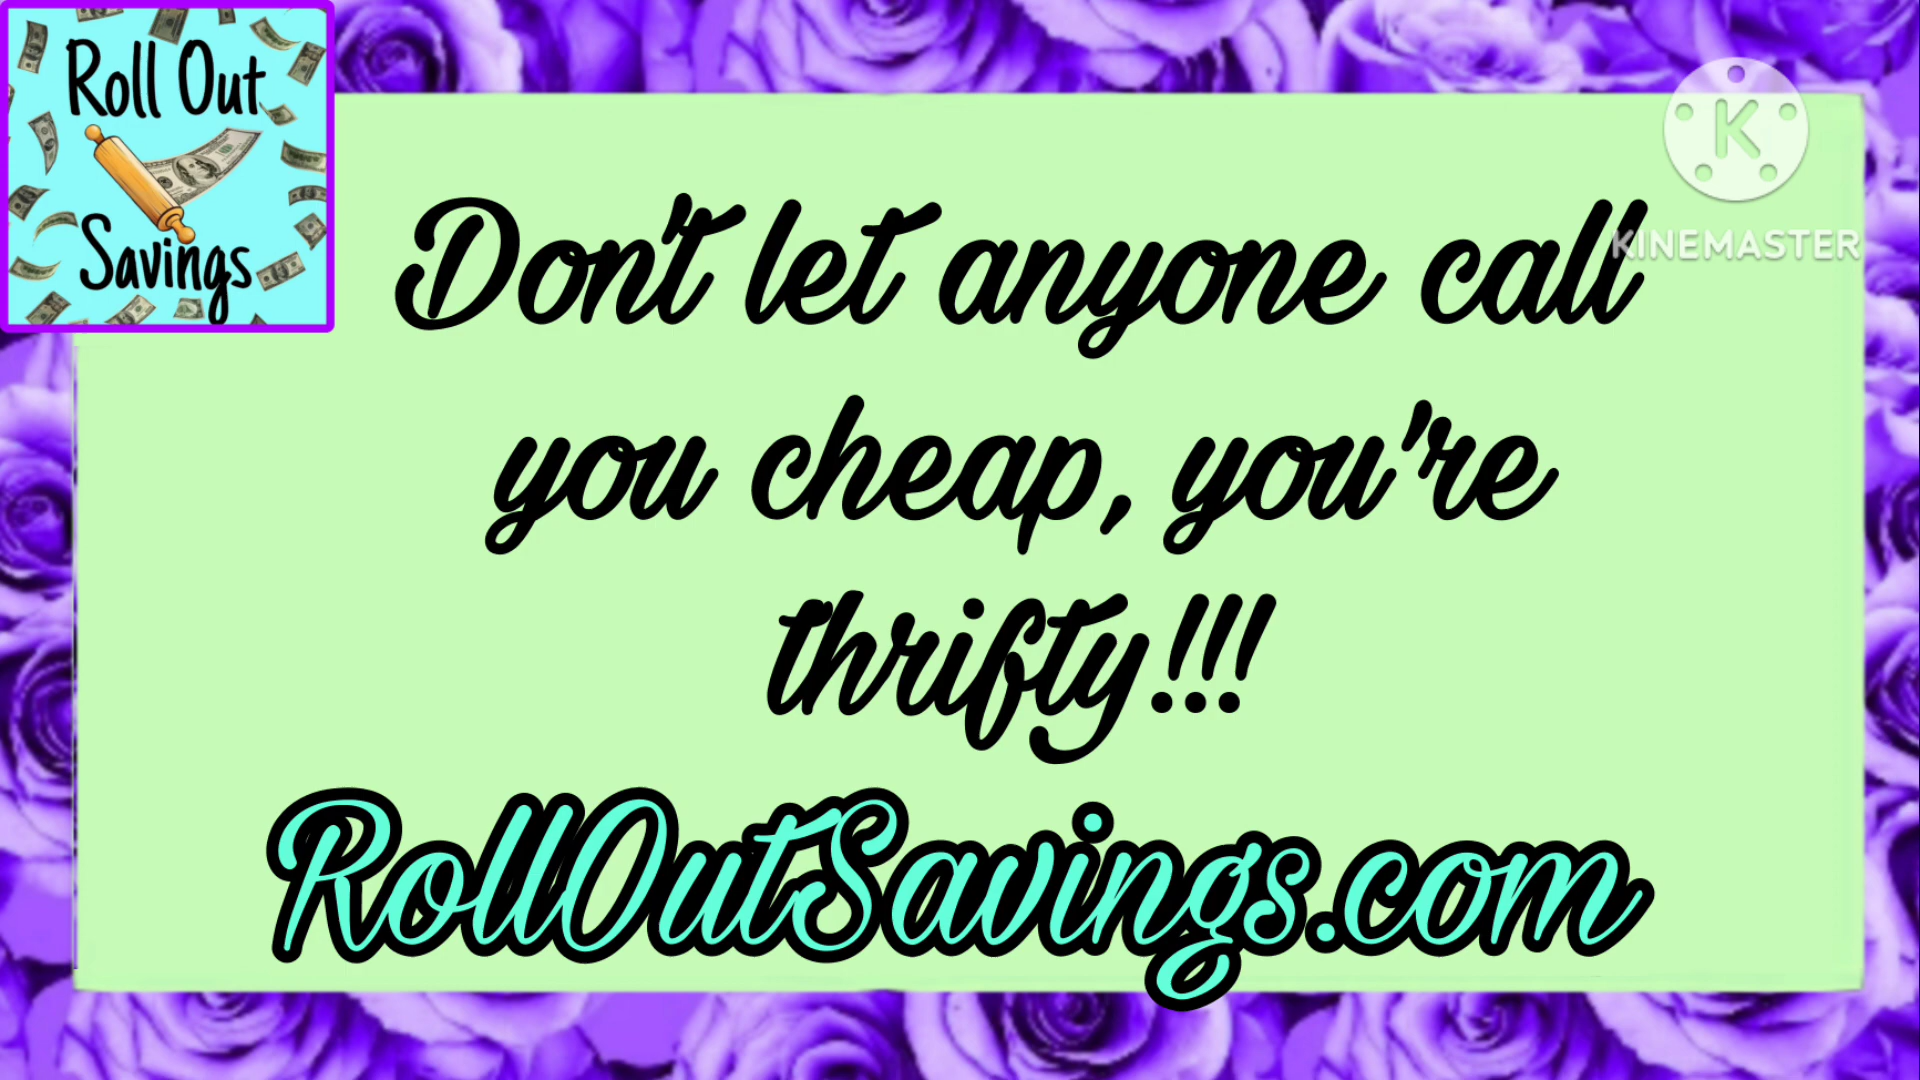 Roll Out
Savings
K
KINEMASTER
Don't let anyone call
you cheap, you're
thrifty!!!
RollOutSavings.com